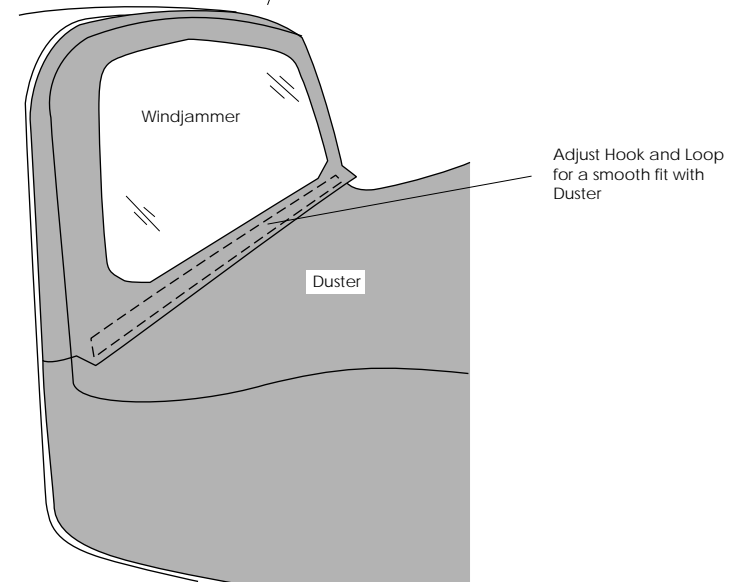 Windjammer
Adjust Hook and Loop
for a smooth fit with
Duster
Duster